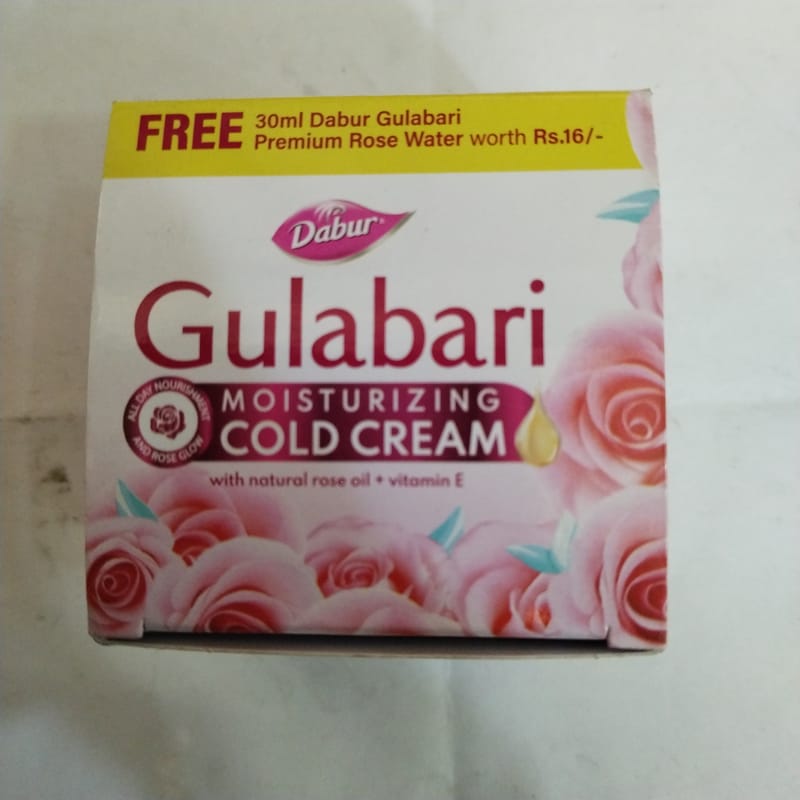 FREE 30ml Dabur Gulabari
Premium Rose Water worth Rs.16/-
Dabur
Gulabari
ALL DAY NOURISHMENT
AND ROSE GLOW
MOISTURIZING
COLD CREAM
with natural rose oil + vitamin E